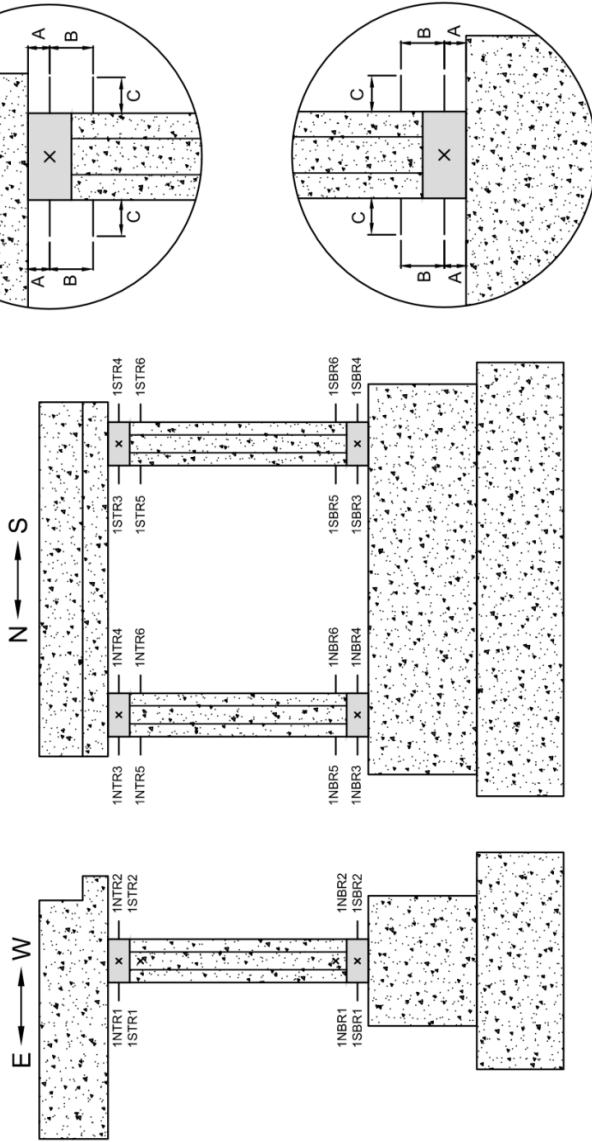 E W
1NTR1
1STR1
1NTR2
1STR2
1NBR1
1SBR1
1NBR2
1SBR2
N S
1NTR3
1NTR5
1NTR4
1NTR6
1NBR5
1NBR3
1NBR6
1NBR4
1STR3
1STR5
1STR4
1STR6
1SBR5
1SBR3
1SBR6
1SBR4
A
B
C
A
B
C
C
B
A
C
B
A